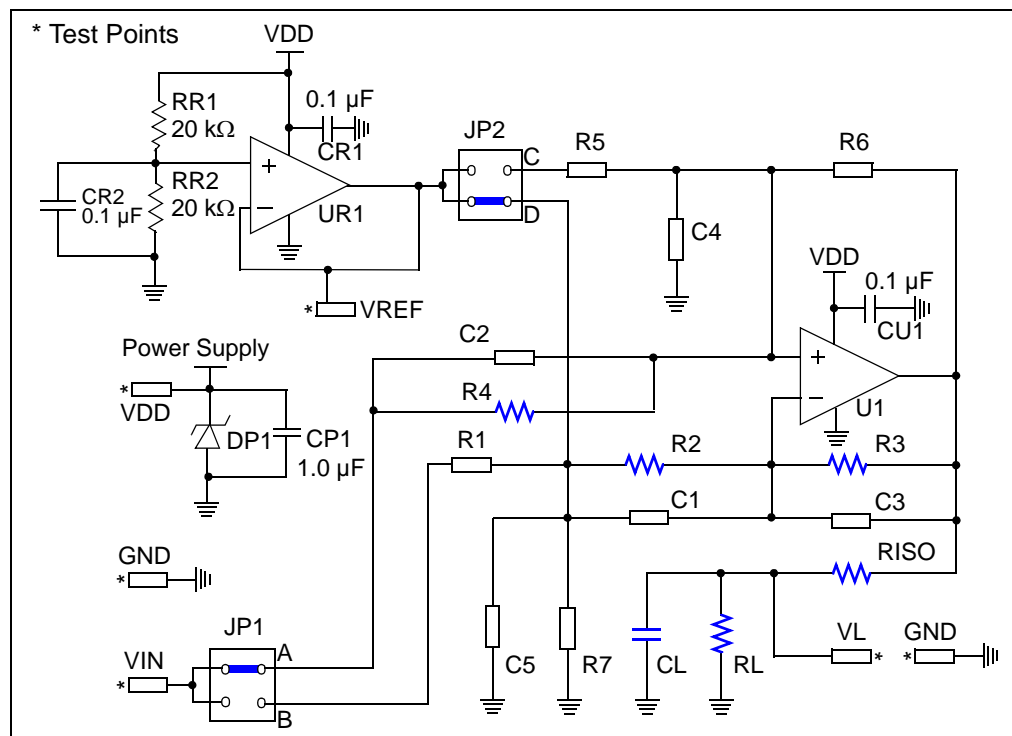 * Test Points
VDD
RR1
20 kΩ
0.1 µF
CR1
JP2
C
R5
R6
CR2
0.1 µF
RR2
20 kΩ
+
−
UR1
D
C4
VDD
0.1 µF
CU1
* VREF
Power Supply
C2
+
−
U1
*
VDD
R4
DP1
CP1
1.0 µF
R1
R2
R3
C1
C3
GND
*
RISO
JP1
VIN
*
A
B
C5
R7
CL
RL
VL
*
GND
*